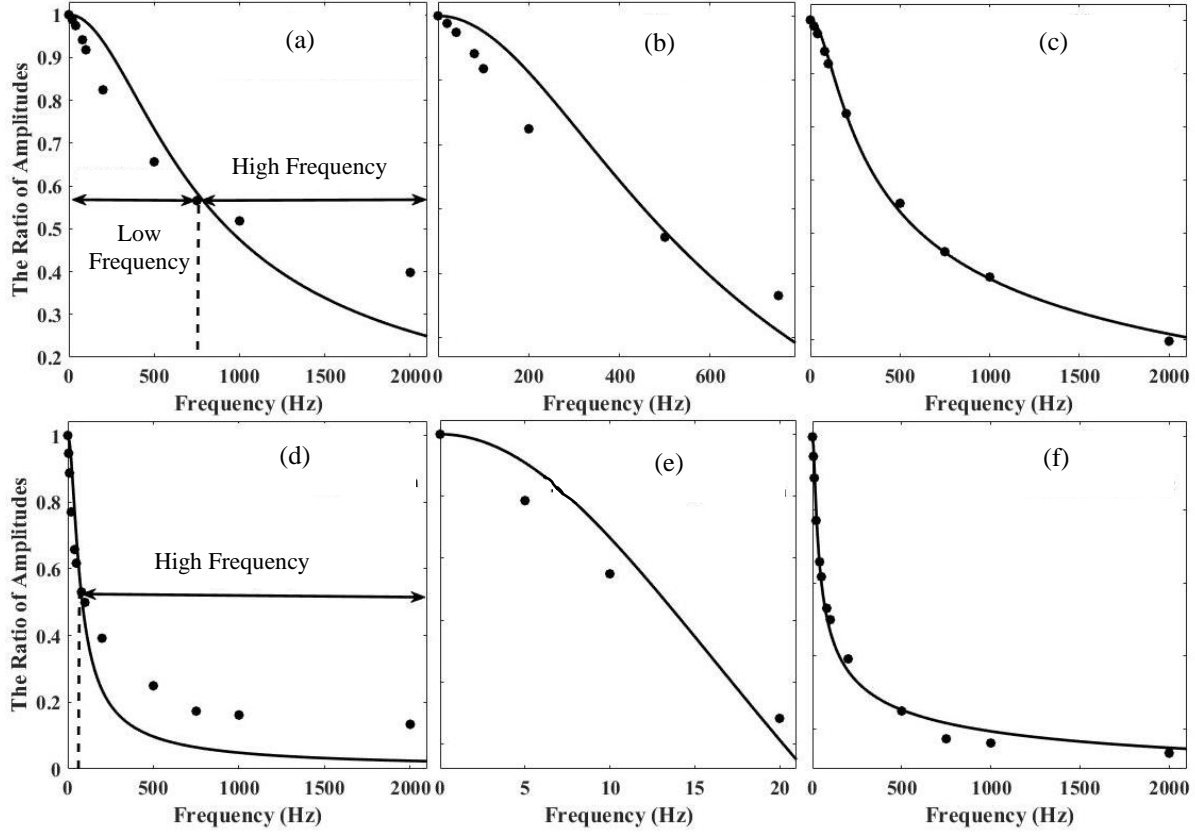 1
0.9
0.8
0.7
0.6
0.5
0.4
0.3
0.2
The Ratio of Amplitudes
(a)
High Frequency
Low
Frequency
0 500 1000 1500 2000
Frequency (Hz)
(b)
0 200 400 600
Frequency (Hz)
(c)
0 500 1000 1500 2000
Frequency (Hz)
1
0.8
0.6
0.4
0.2
0
The Ratio of Amplitudes
(d)
High Frequency
0 500 1000 1500 2000
Frequency (Hz)
(e)
0 5 10 15 20
Frequency (Hz)
(f)
0 500 1000 1500 2000
Frequency (Hz)